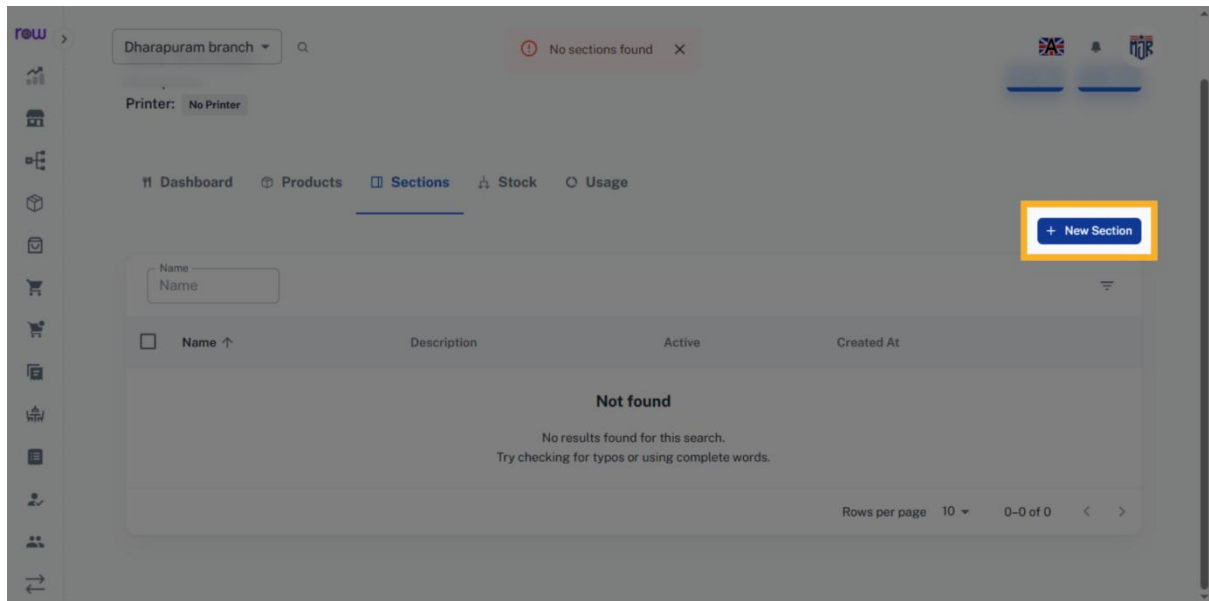 row
Dharapuram branch
No sections found
Printer: No Printer
Dashboard Products Sections Stock Usage
+ New Section
Name
Name
Name Description Active Created At
Not found
No results found for this search.
Try checking for typos or using complete words.
Rows per page 10 0–0 of 0